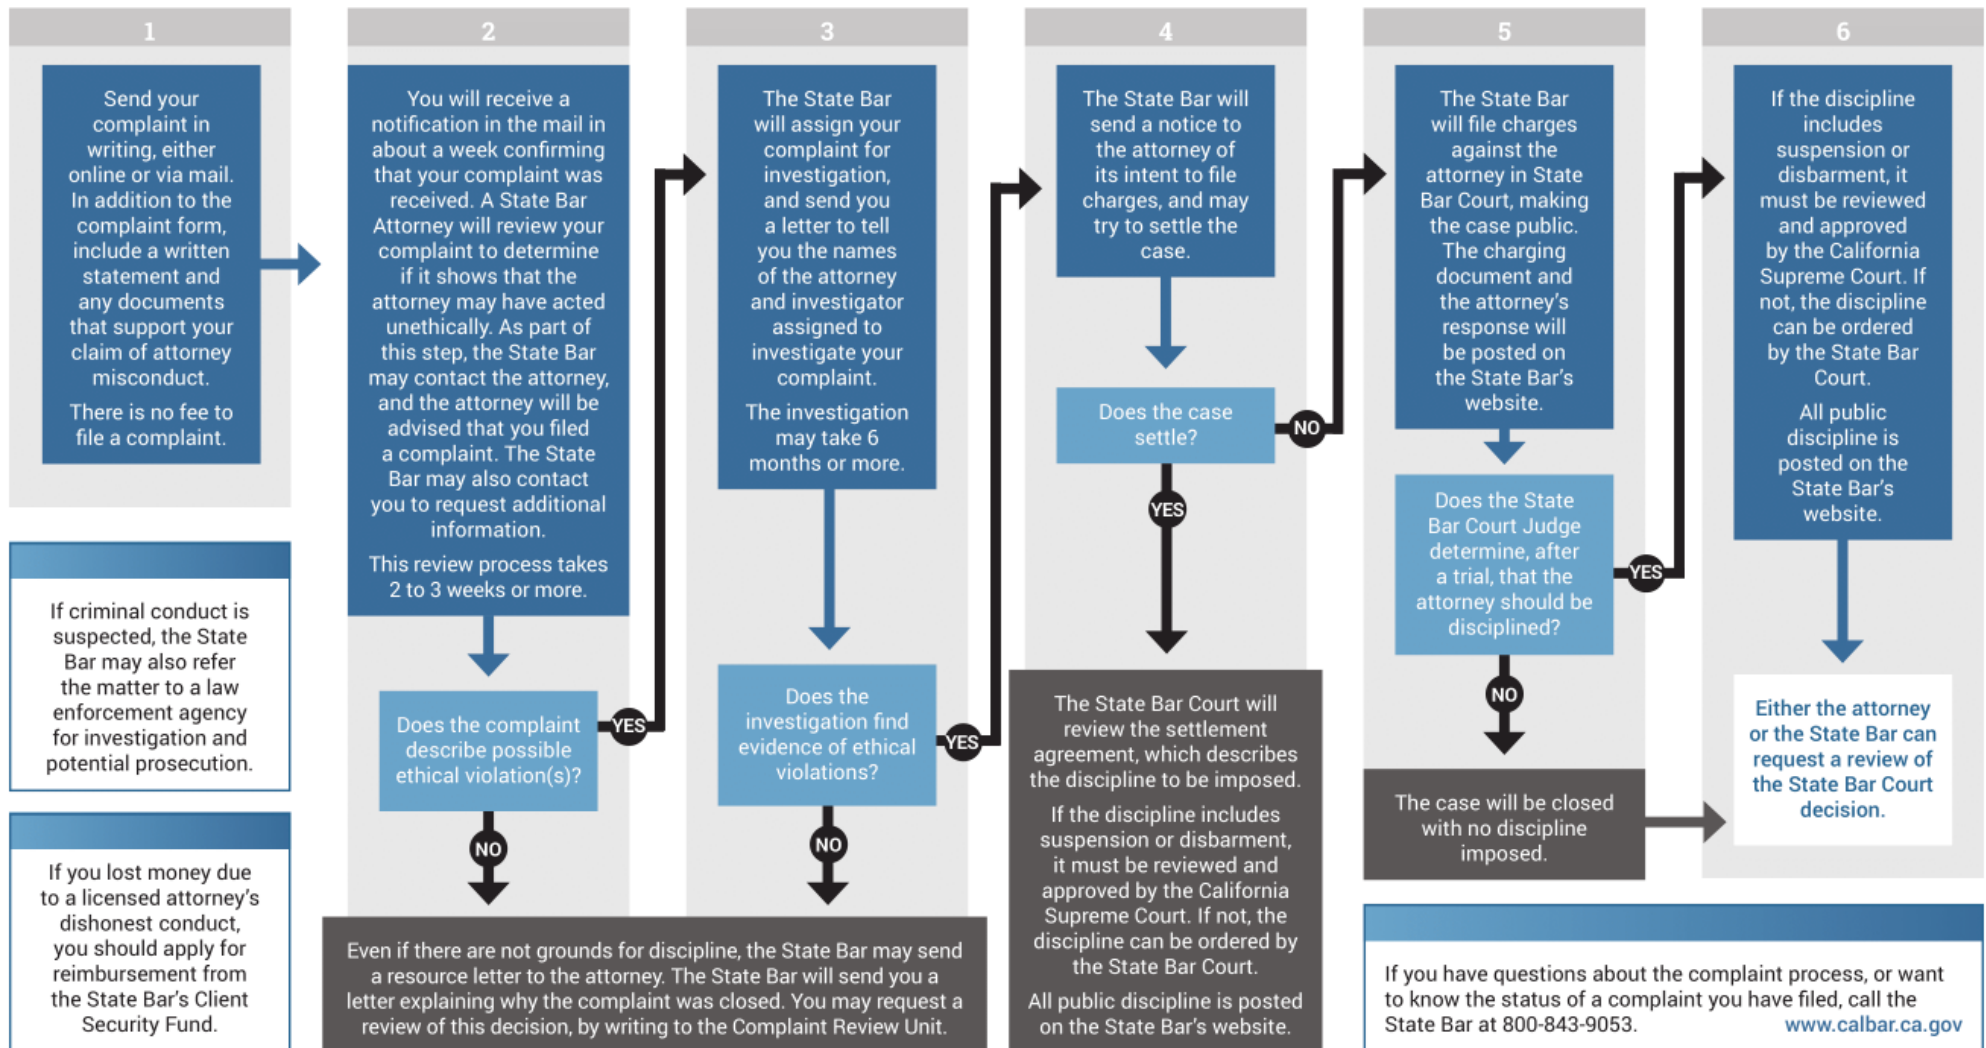 1
Send your
complaint in
writing, either
online or via mail.
In addition to the
complaint form,
include a written
statement and
any documents
that support your
claim of attorney
misconduct.
There is no fee to
file a complaint.
If criminal conduct is
suspected, the State
Bar may also refer
the matter to a law
enforcement agency
for investigation and
potential prosecution.
If you lost money due
to a licensed attorney's
dishonest conduct,
you should apply for
reimbursement from
the State Bar's Client
Security Fund.
2
You will receive a
notification in the mail in
about a week confirming
that your complaint was
received. A State Bar
Attorney will review your
complaint to determine
if it shows that the
attorney may have acted
unethically. As part of
this step, the State Bar
may contact the attorney,
and the attorney will be
advised that you filed
a complaint. The State
Bar may also contact
you to request additional
information.
This review process takes
2 to 3 weeks or more.
Does the complaint
describe possible
ethical violation(s)?
YES
NO
3
The State Bar
will assign your
complaint for
investigation,
and send you
a letter to tell
you the names
of the attorney
and investigator
assigned to
investigate your
complaint.
The investigation
may take 6
months or more.
Does the
investigation find
evidence of ethical
violations?
YES
NO
Even if there are not grounds for discipline, the State Bar may send
a resource letter to the attorney. The State Bar will send you a
letter explaining why the complaint was closed. You may request a
review of this decision, by writing to the Complaint Review Unit.
4
The State Bar will
send a notice to
the attorney of
its intent to file
charges, and may
try to settle the
case.
Does the case
settle?
NO
YES
The State Bar Court will
review the settlement
agreement, which describes
the discipline to be imposed.
If the discipline includes
suspension or disbarment,
it must be reviewed and
approved by the California
Supreme Court. If not, the
discipline can be ordered by
the State Bar Court.
All public discipline is posted
on the State Bar's website.
5
The State Bar
will file charges
against the
attorney in State
Bar Court, making
the case public.
The charging
document and
the attorney's
response will
be posted on
the State Bar's
website.
Does the State
Bar Court Judge
determine, after
a trial, that the
attorney should be
disciplined?
YES
NO
The case will be closed
with no discipline
imposed.
6
If the discipline
includes
suspension or
disbarment, it
must be reviewed
and approved
by the California
Supreme Court. If
not, the discipline
can be ordered
by the State Bar
Court.
All public
discipline is
posted on the
State Bar's
website.
Either the attorney
or the State Bar can
request a review of
the State Bar Court
decision.
If you have questions about the complaint process, or want
to know the status of a complaint you have filed, call the
State Bar at 800-843-9053. www.calbar.ca.gov